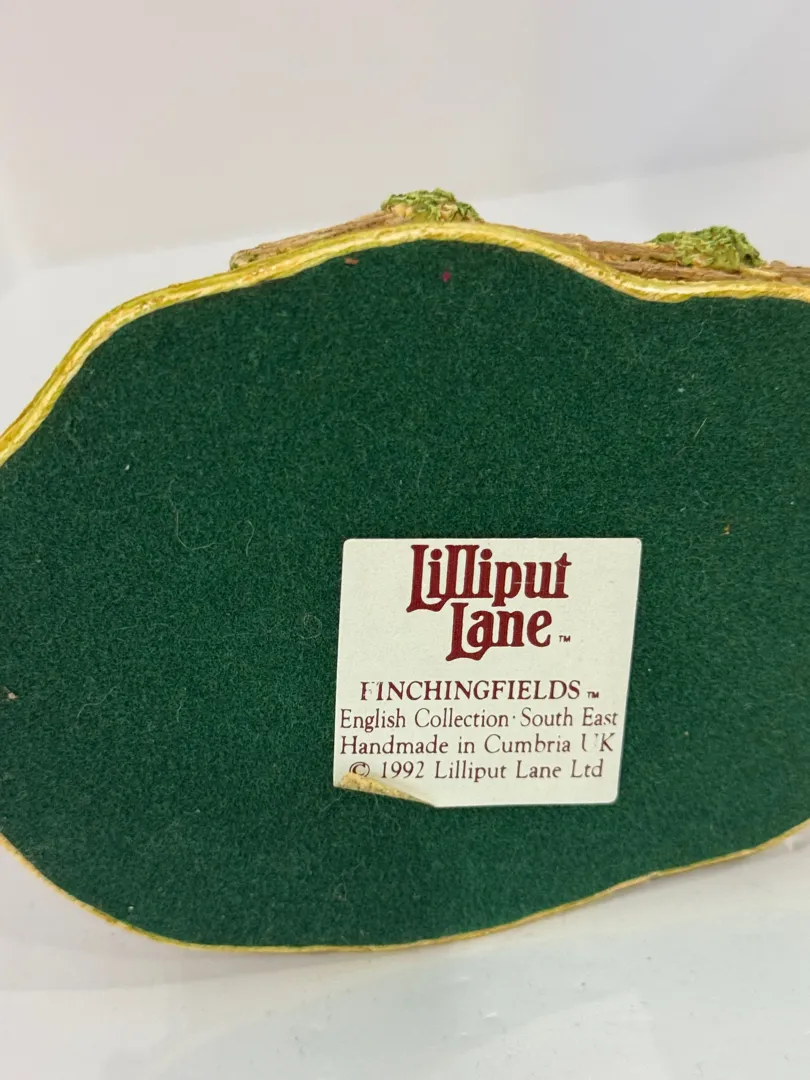 Lilliput
Lane™
FINCHINGFIELDS™
English Collection · South East
Handmade in Cumbria UK
© 1992 Lilliput Lane Ltd